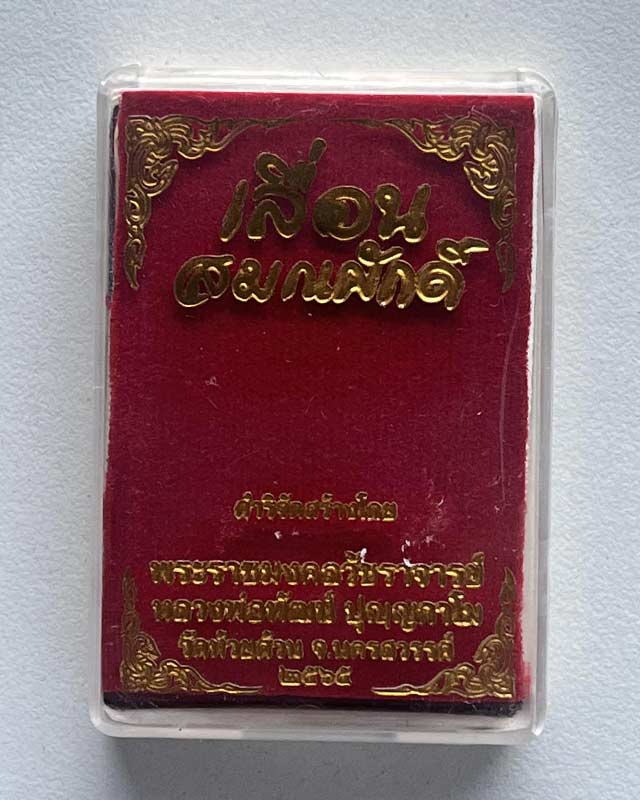 เลื่อน
สมณศักดิ์
ดำริจัดสร้างโดย
พระราชมงคลวัชราจารย์
หลวงพ่อพัฒน์ ปุญฺญกาโม
วัดห้วยด้วน จ.นครสวรรค์
๒๕๖๕